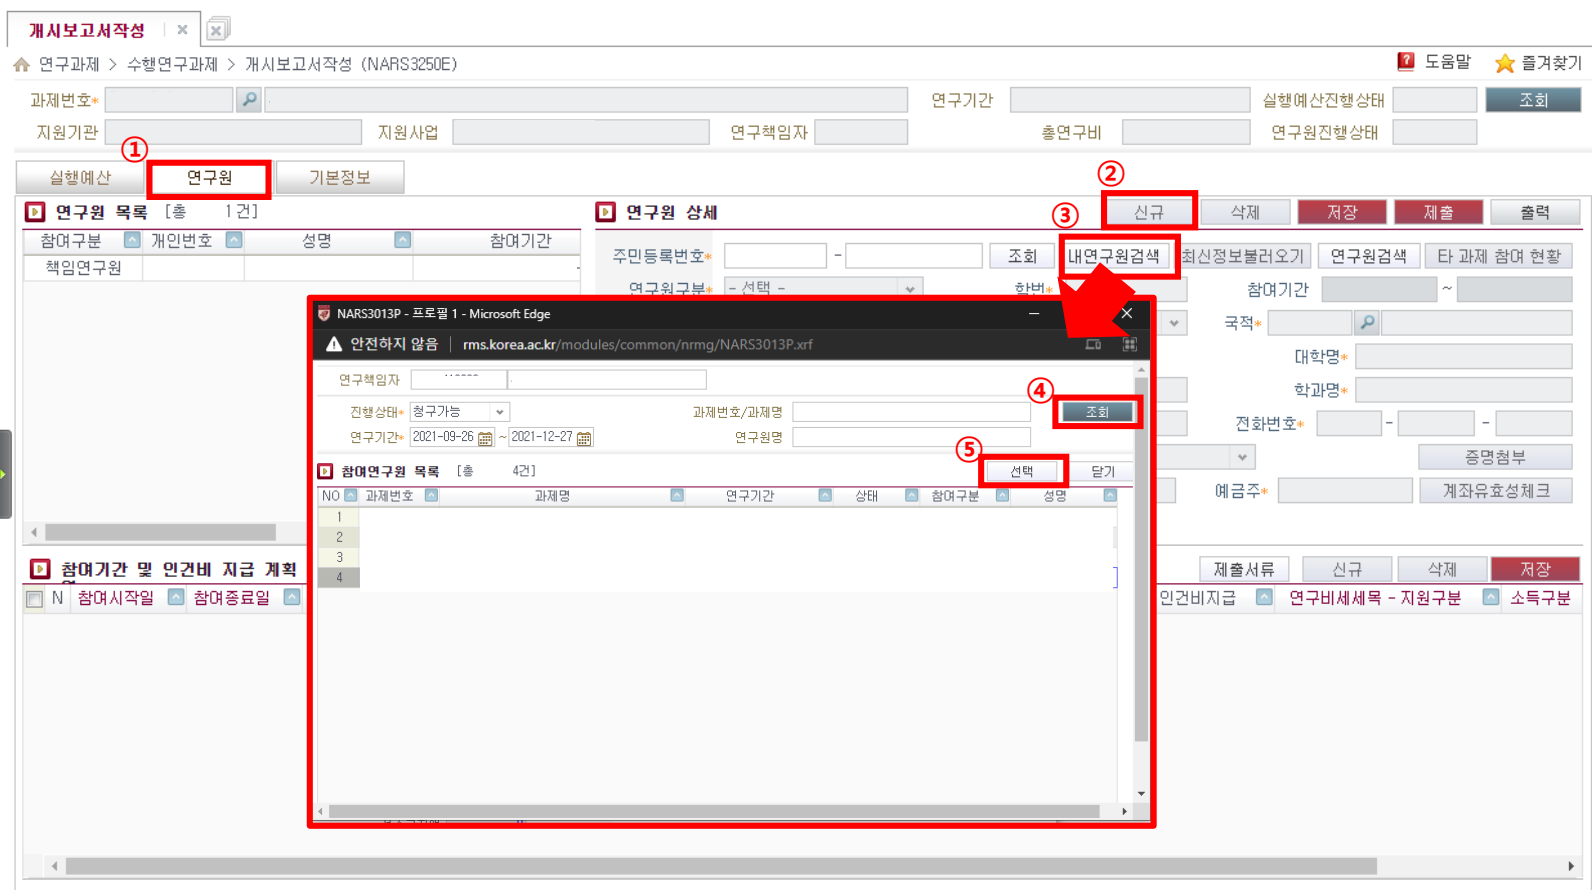 개시보고서작성
연구과제 > 수행연구과제 > 개시보고서작성 (NARS3250E)
도움말 즐겨찾기
과제번호* 연구기간 실행예산진행상태 조회
지원기관 지원사업 연구책임자 총연구비 연구원진행상태
①
실행예산 연구원 기본정보
②
연구원 목록 [총 1건]
연구원 상세
③
신규 삭제 저장 제출 출력
참여구분 개인번호 성명 참여기간
책임연구원
주민등록번호* - 조회 내연구원검색 최신정보불러오기 연구원검색 타 과제 참여 현황
연구원구분* - 선택 - 학번* 참여기간 ~
국적*
대학명*
학과명*
전화번호* - -
증명첨부
예금주* 계좌유효성체크
NARS3013P - 프로필 1 - Microsoft Edge
안전하지 않음 rms.korea.ac.kr/modules/common/nrmg/NARS3013P.xrf
연구책임자
④
진행상태* 청구가능 과제번호/과제명 조회
연구기간* 2021-09-26 ~ 2021-12-27 연구원명
⑤
참여연구원 목록 [총 4건] 선택 닫기
NO 과제번호 과제명 연구기간 상태 참여구분 성명
1
2
3
4
참여기간 및 인건비 지급 계획
제출서류 신규 삭제 저장
N 참여시작일 참여종료일 인건비지급 연구비세세목 - 지원구분 소득구분